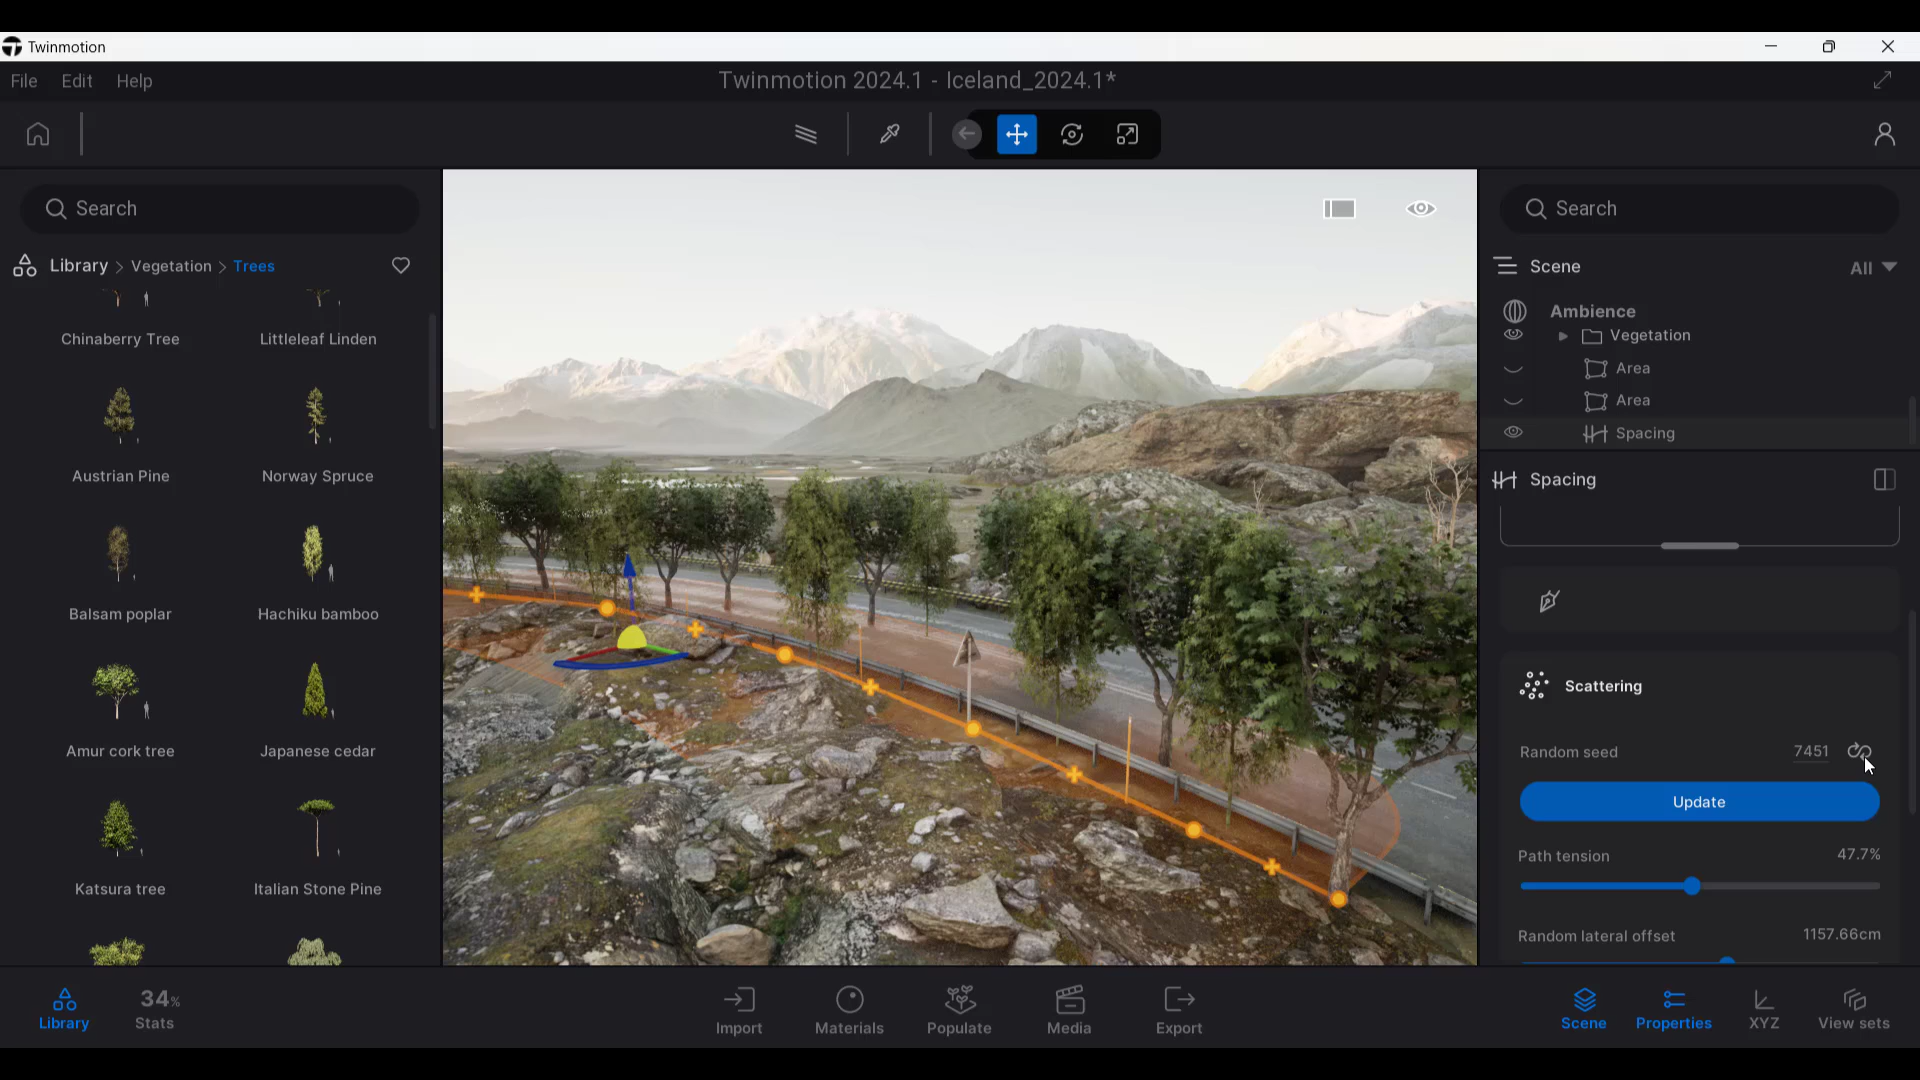 Twinmotion
File Edit Help
Twinmotion 2024.1 - Iceland_2024.1*
Search
Library > Vegetation > Trees
Chinaberry Tree
Littleleaf Linden
Austrian Pine
Norway Spruce
Balsam poplar
Hachiku bamboo
Amur cork tree
Japanese cedar
Katsura tree
Italian Stone Pine
Search
Scene
All
Ambience
Vegetation
Area
Area
Spacing
Spacing
Scattering
Random seed 7451
Update
Path tension 47.7%
Random lateral offset 1157.66cm
Library
34%
Stats
Import
Materials
Populate
Media
Export
Scene
Properties
XYZ
View sets